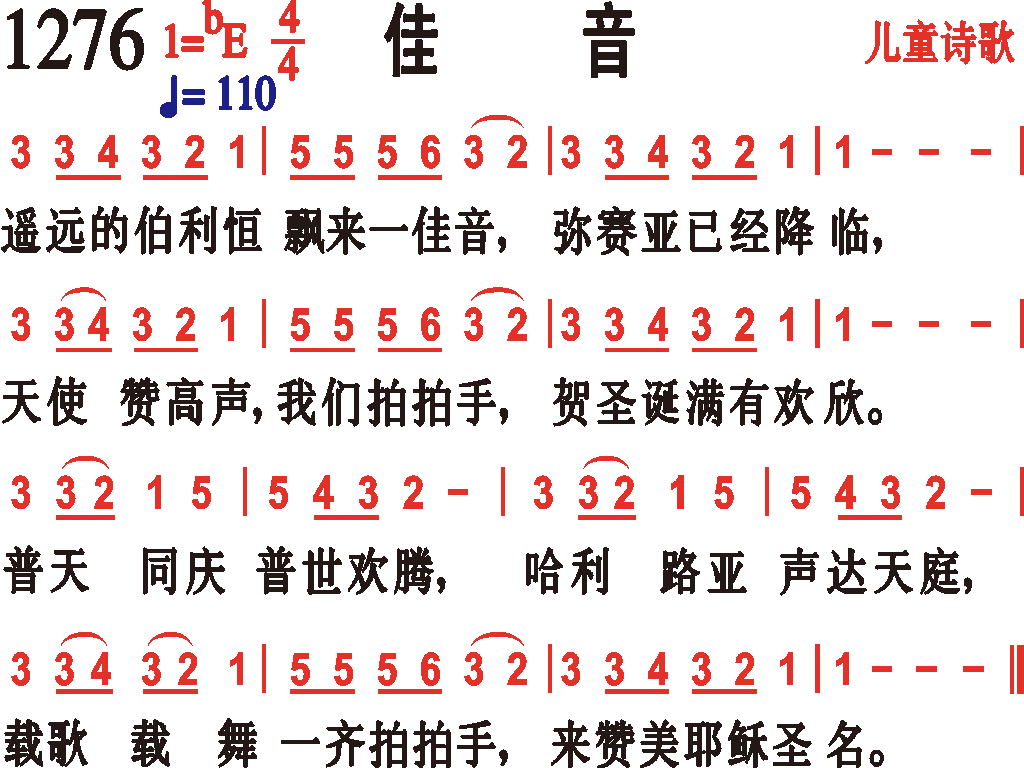 1276 1=bE 4/4 佳 音 儿童诗歌
♩= 110
3 3 4 3 2 1 | 5 5 5 6 3 2 | 3 3 4 3 2 1 | 1 - - - |
遥远的伯利恒 飘来一佳音, 弥赛亚已经降 临,
3 3 4 3 2 1 | 5 5 5 6 3 2 | 3 3 4 3 2 1 | 1 - - - |
天使 赞高声, 我们拍拍手, 贺圣诞满有欢 欣。
3 3 2 1 5 | 5 4 3 2 - | 3 3 2 1 5 | 5 4 3 2 - |
普天 同庆 普世欢腾, 哈利 路亚 声达天庭,
3 3 4 3 2 1 | 5 5 5 6 3 2 | 3 3 4 3 2 1 | 1 - - - ‖
载歌 载 舞 一齐拍拍手, 来赞美耶稣圣 名。